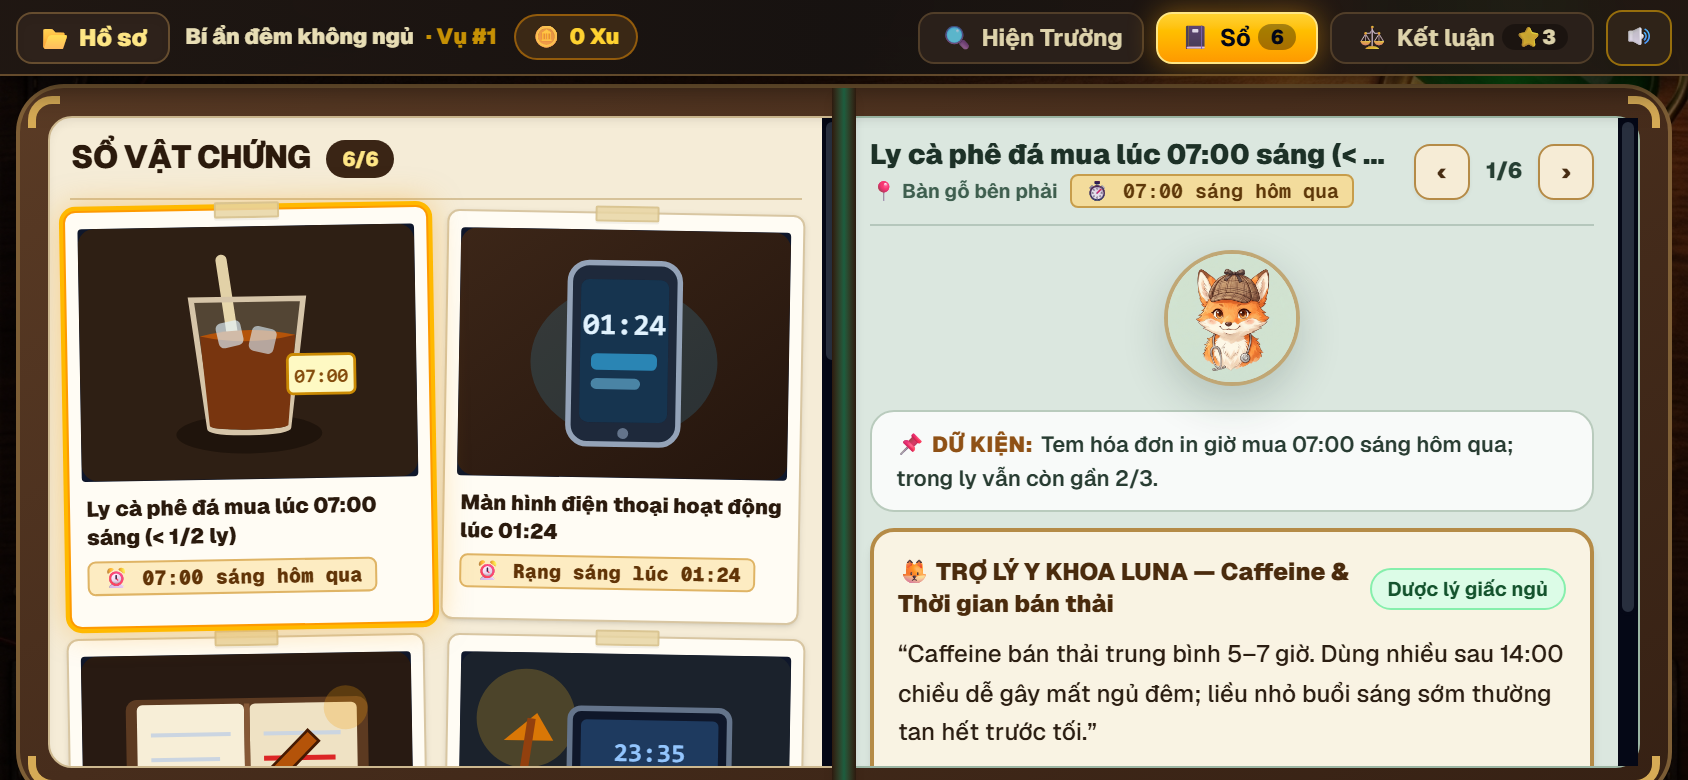 Hồ sơ
Bí ẩn đêm không ngủ · Vụ #1
0 Xu
Hiện Trường
Sổ 6
Kết luận 3
SỔ VẬT CHỨNG 6/6
07:00
Ly cà phê đá mua lúc 07:00
sáng (< 1/2 ly)
07:00 sáng hôm qua
01:24
Màn hình điện thoại hoạt động
lúc 01:24
Rạng sáng lúc 01:24
23:35
Ly cà phê đá mua lúc 07:00 sáng (< ...
Bàn gỗ bên phải
07:00 sáng hôm qua
‹ 1/6 ›
DỮ KIỆN: Tem hóa đơn in giờ mua 07:00 sáng hôm qua;
trong ly vẫn còn gần 2/3.
TRỢ LÝ Y KHOA LUNA — Caffeine &
Thời gian bán thải
Dược lý giấc ngủ
“Caffeine bán thải trung bình 5–7 giờ. Dùng nhiều sau 14:00
chiều dễ gây mất ngủ đêm; liều nhỏ buổi sáng sớm thường
tan hết trước tối.”